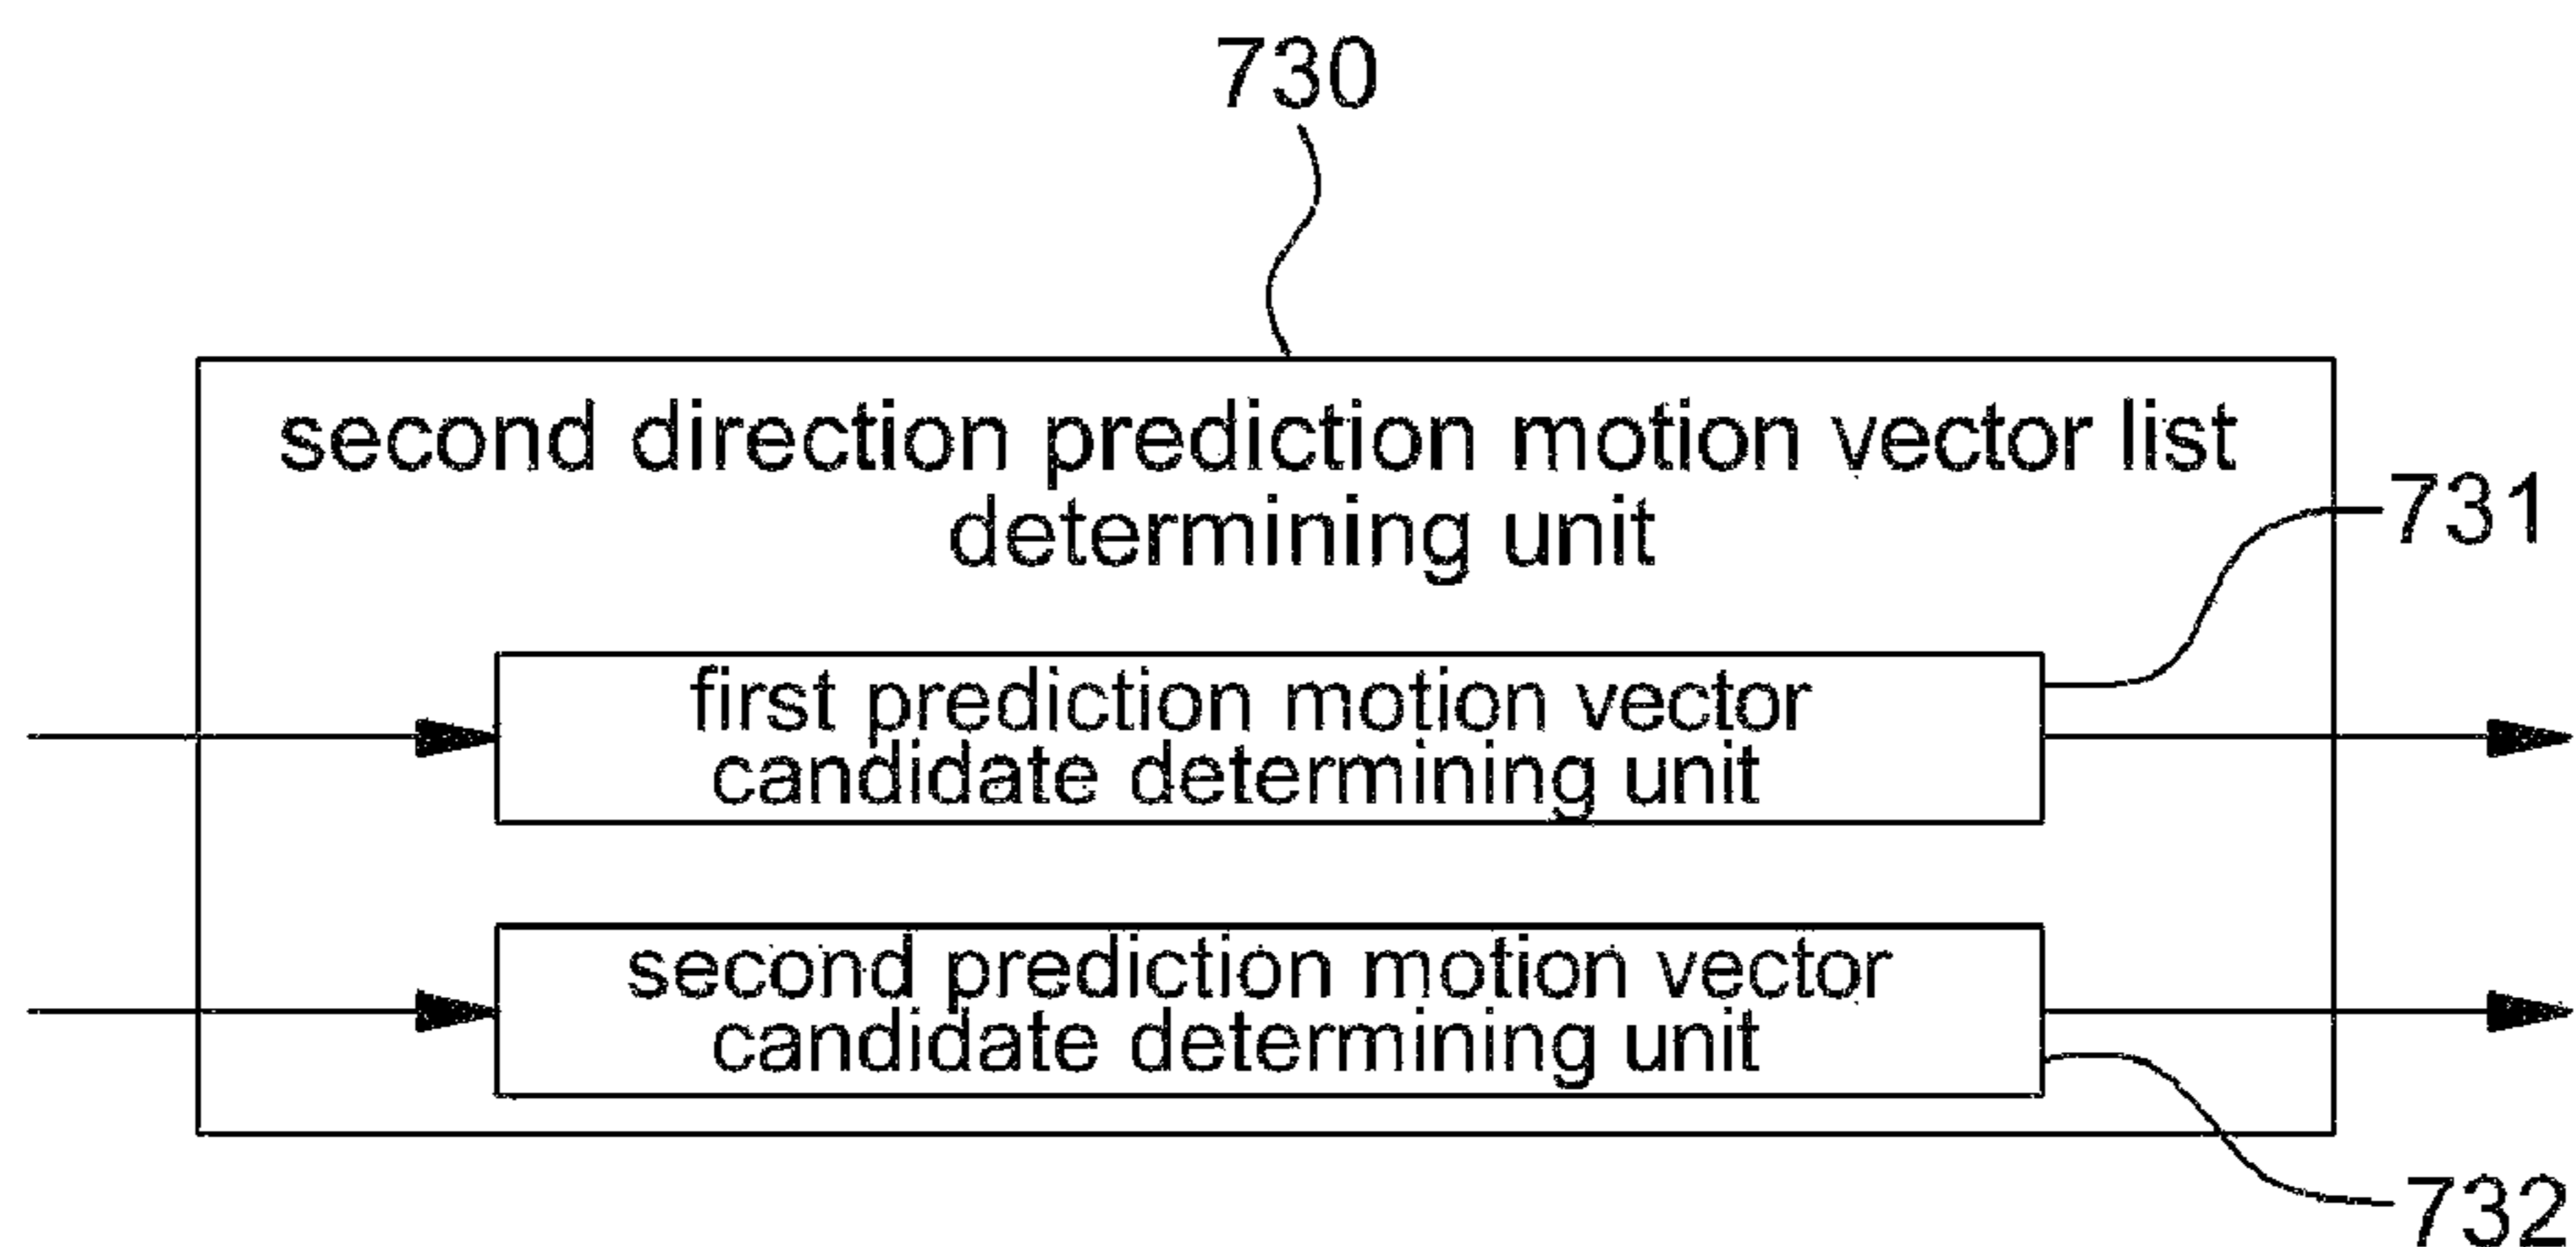 730
second direction prediction motion vector list
determining unit
731
first prediction motion vector
candidate determining unit
second prediction motion vector
candidate determining unit
732